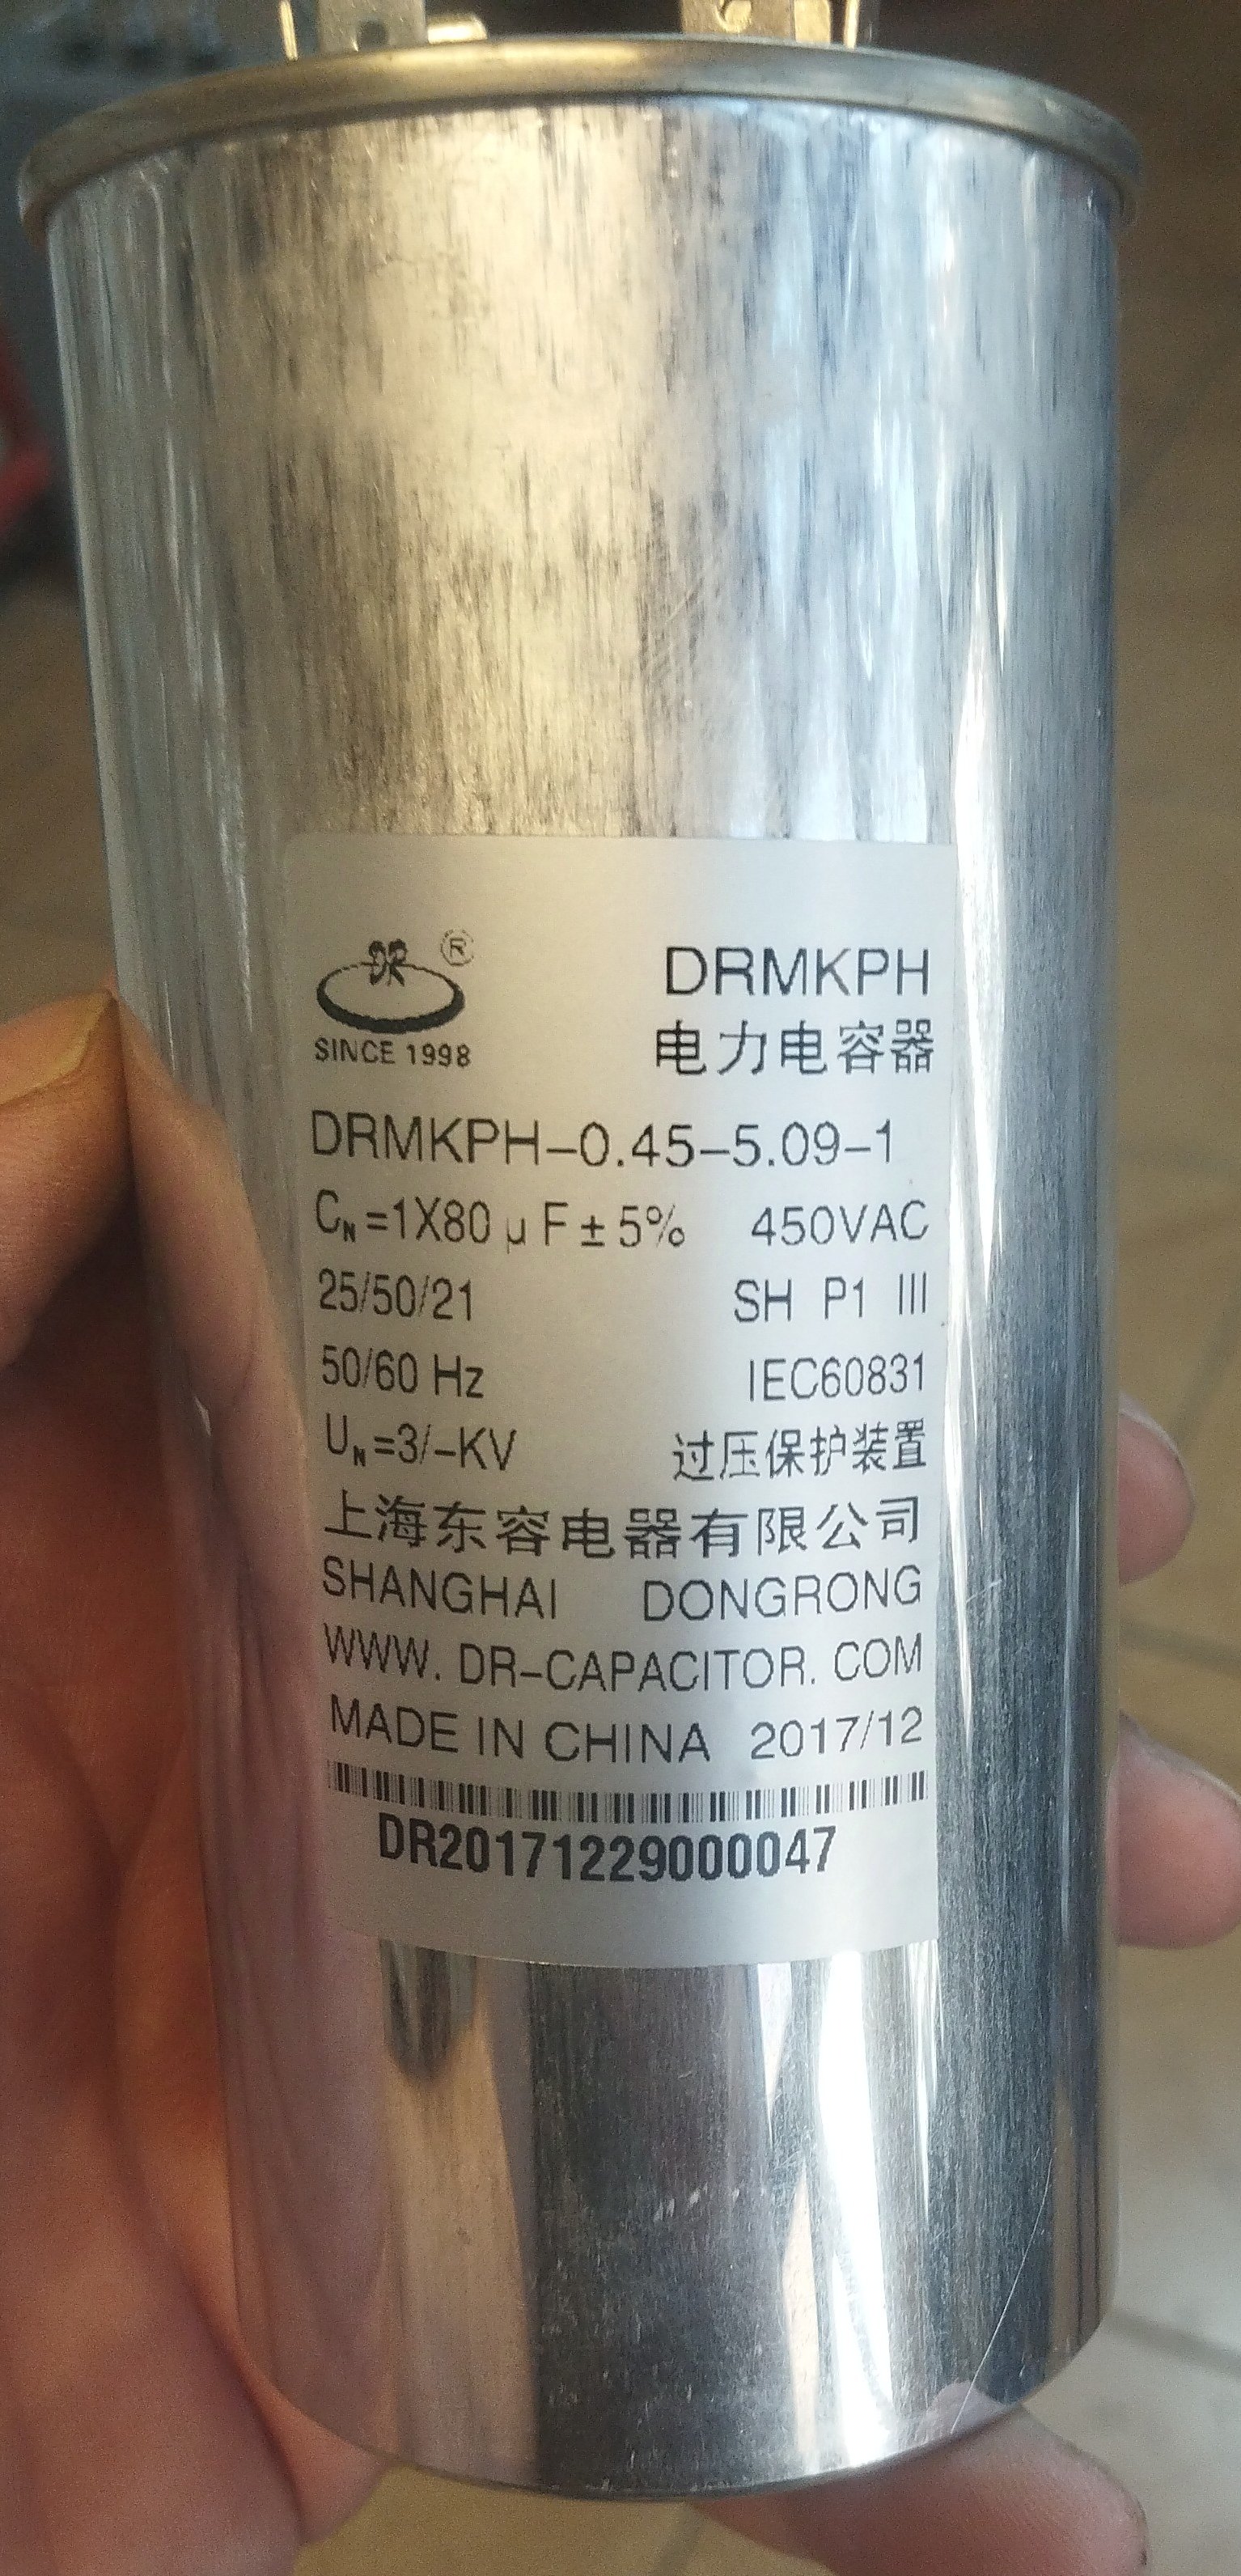 DR ®
SINCE 1998
DRMKPH
电力电容器
DRMKPH-0.45-5.09-1
CN=1X80μF±5% 450VAC
25/50/21 SH P1 III
50/60 Hz IEC60831
UN=3/-KV 过压保护装置
上海东容电器有限公司
SHANGHAI DONGRONG
WWW. DR-CAPACITOR. COM
MADE IN CHINA 2017/12
DR20171229000047